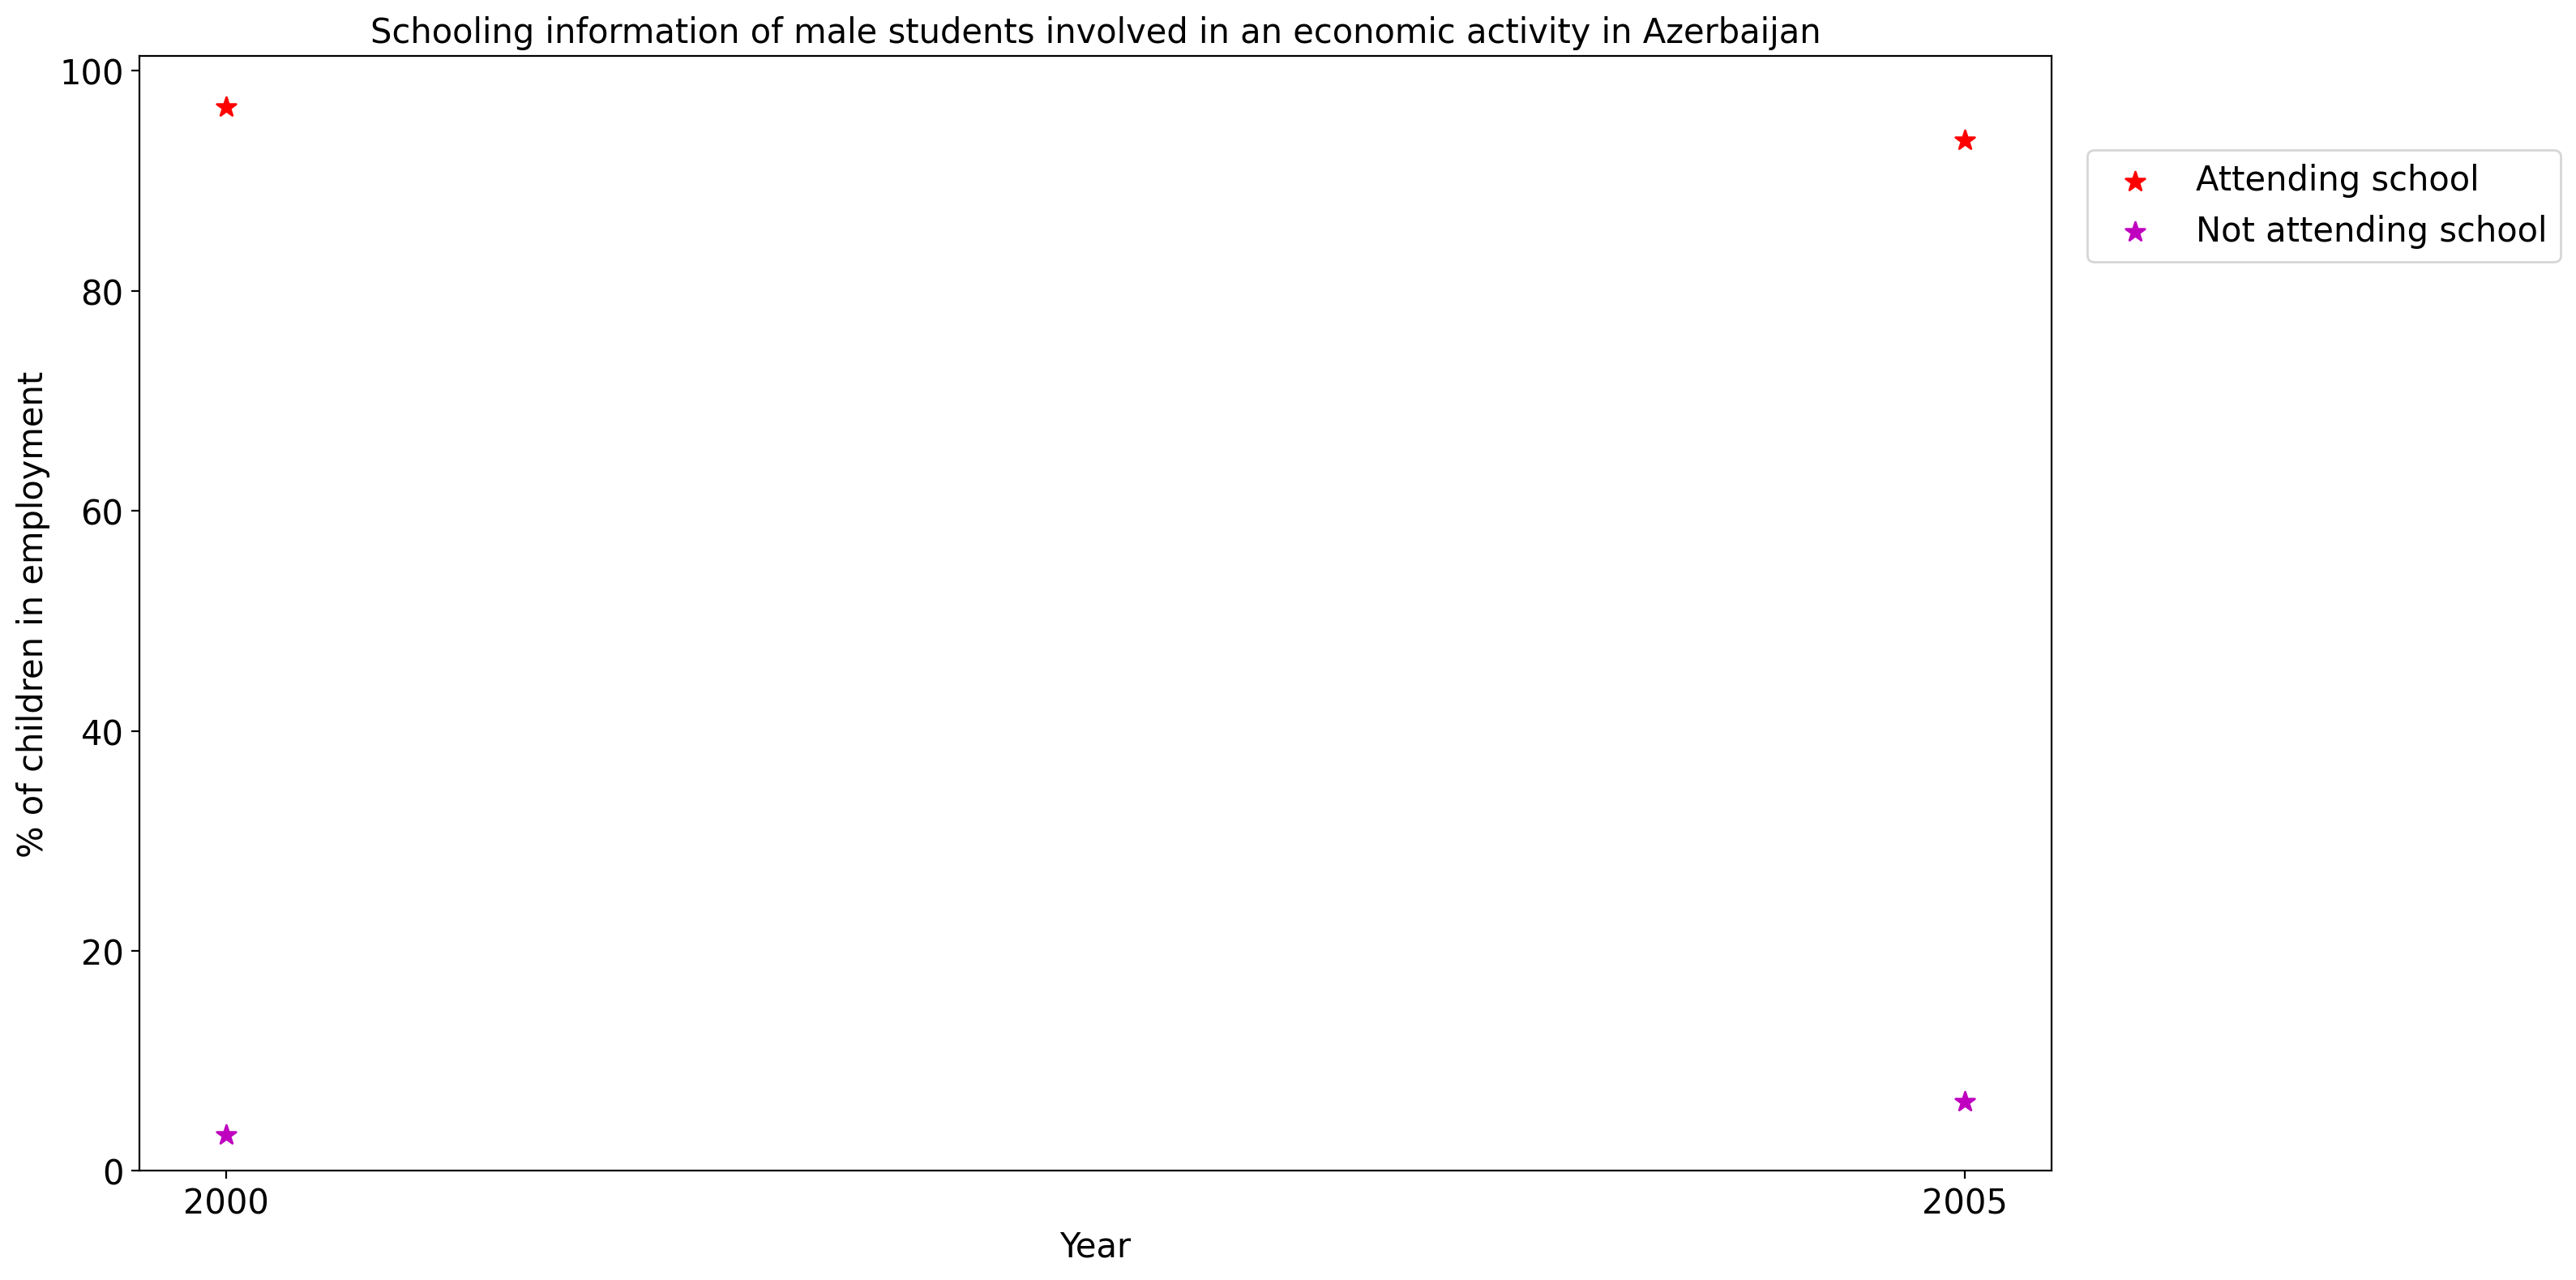 Schooling information of male students involved in an economic activity in Azerbaijan
100
80
60
40
20
0
% of children in employment
2000
2005
Year
Attending school
Not attending school